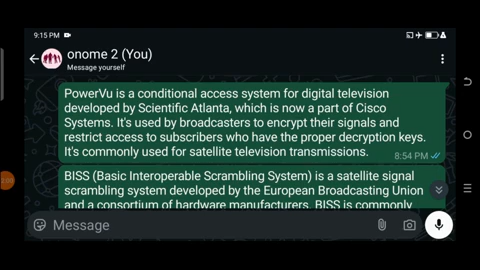 9:15 PM
onome 2 (You)
Message yourself
PowerVu is a conditional access system for digital television
developed by Scientific Atlanta, which is now a part of Cisco
Systems. It's used by broadcasters to encrypt their signals and
restrict access to subscribers who have the proper decryption keys.
It's commonly used for satellite television transmissions.
8:54 PM
BISS (Basic Interoperable Scrambling System) is a satellite signal
scrambling system developed by the European Broadcasting Union
and a consortium of hardware manufacturers. BISS is commonly
Message